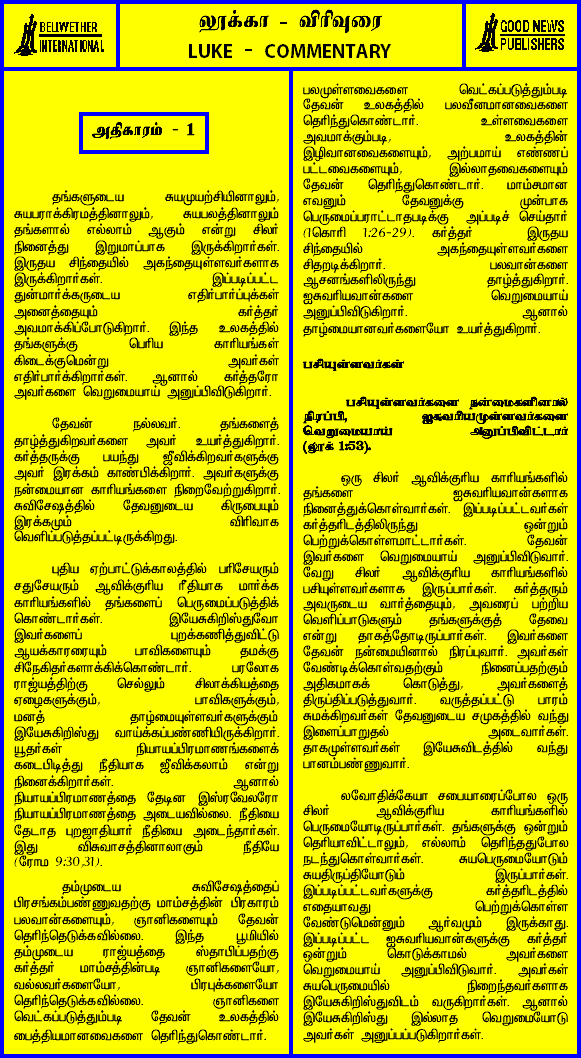 BELLWETHER
INTERNATIONAL
லூக்கா - விரிவுரை
LUKE - COMMENTARY
GOOD NEWS
PUBLISHERS
அதிகாரம் - 1
தங்களுடைய சுயமுயற்சியினாலும்,
சுயபராக்கிரமத்தினாலும், சுயபலத்தினாலும்
தங்களால் எல்லாம் ஆகும் என்று சிலர்
நினைத்து இறுமாப்பாக இருக்கிறார்கள்.
இருதய சிந்தையில் அகந்தையுள்ளவர்களாக
இருக்கிறார்கள். இப்படிப்பட்ட
துன்மார்க்கருடைய எதிர்பார்ப்புக்கள்
அனைத்தையும் கர்த்தர்
அவமாக்கிப்போடுகிறார். இந்த உலகத்தில்
தங்களுக்கு பெரிய காரியங்கள்
கிடைக்குமென்று அவர்கள்
எதிர்பார்க்கிறார்கள். ஆனால் கர்த்தரோ
அவர்களை வெறுமையாய் அனுப்பிவிடுகிறார்.
தேவன் நல்லவர். தங்களைத்
தாழ்த்துகிறவர்களை அவர் உயர்த்துகிறார்.
கர்த்தருக்கு பயந்து ஜீவிக்கிறவர்களுக்கு
அவர் இரக்கம் காண்பிக்கிறார். அவர்களுக்கு
நன்மையான காரியங்களை நிறைவேற்றுகிறார்.
சுவிசேஷத்தில் தேவனுடைய கிருபையும்
இரக்கமும் விரிவாக
வெளிப்படுத்தப்பட்டிருக்கிறது.
புதிய ஏற்பாட்டுக்காலத்தில் பரிசேயரும்
சதுசேயரும் ஆவிக்குரிய ரீதியாக மார்க்க
காரியங்களில் தங்களைப் பெருமைப்படுத்திக்
கொண்டார்கள். இயேசுகிறிஸ்துவோ
இவர்களைப் புறக்கணித்துவிட்டு
ஆயக்காரரையும் பாவிகளையும் தமக்கு
சிநேகிதர்களாக்கிக்கொண்டார். பரலோக
ராஜ்யத்திற்கு செல்லும் சிலாக்கியத்தை
ஏழைகளுக்கும், பாவிகளுக்கும்,
மனத் தாழ்மையுள்ளவர்களுக்கும்
இயேசுகிறிஸ்து வாய்க்கப்பண்ணியிருக்கிறார்.
யூதர்கள் நியாயப்பிரமாணங்களைக்
கடைபிடித்து நீதியாக ஜீவிக்கலாம் என்று
நினைக்கிறார்கள். ஆனால்
நியாயப்பிரமாணத்தை தேடின இஸ்ரவேலரோ
நியாயப்பிரமாணத்தை அடையவில்லை. நீதியை
தேடாத புறஜாதியார் நீதியை அடைந்தார்கள்.
இது விசுவாசத்தினாலாகும் நீதியே
(ரோம 9:30,31).
தம்முடைய சுவிசேஷத்தைப்
பிரசங்கம்பண்ணுவதற்கு மாம்சத்தின் பிரகாரம்
பலவான்களையும், ஞானிகளையும் தேவன்
தெரிந்தெடுக்கவில்லை. இந்த பூமியில்
தம்முடைய ராஜ்யத்தை ஸ்தாபிப்பதற்கு
கர்த்தர் மாம்சத்தின்படி ஞானிகளையோ,
வல்லவர்களையோ, பிரபுக்களையோ
தெரிந்தெடுக்கவில்லை. ஞானிகளை
வெட்கப்படுத்தும்படி தேவன் உலகத்தில்
பைத்தியமானவைகளை தெரிந்துகொண்டார்.
பலமுள்ளவைகளை வெட்கப்படுத்தும்படி
தேவன் உலகத்தில் பலவீனமானவைகளை
தெரிந்துகொண்டார். உள்ளவைகளை
அவமாக்கும்படி, உலகத்தின்
இழிவானவைகளையும், அற்பமாய் எண்ணப்
பட்டவைகளையும், இல்லாதவைகளையும்
தேவன் தெரிந்துகொண்டார். மாம்சமான
எவனும் தேவனுக்கு முன்பாக
பெருமைப்பாராட்டாதபடிக்கு அப்படிச் செய்தார்
(1கொரி 1:26-29). கர்த்தர் இருதய
சிந்தையில் அகந்தையுள்ளவர்களை
சிதறடிக்கிறார். பலவான்களை
ஆசனங்களிலிருந்து தாழ்த்துகிறார்.
ஐசுவரியவான்களை வெறுமையாய்
அனுப்பிவிடுகிறார். ஆனால்
தாழ்மையானவர்களையோ உயர்த்துகிறார்.
பசியுள்ளவர்கள்
பசியுள்ளவர்களை நன்மைகளினால்
நிரப்பி, ஐசுவரியமுள்ளவர்களை
வெறுமையாய் அனுப்பிவிட்டார்
(லூக் 1:53).
ஒரு சிலர் ஆவிக்குரிய காரியங்களில்
தங்களை ஐசுவரியவான்களாக
நினைத்துக்கொள்வார்கள். இப்படிப்பட்டவர்கள்
கர்த்தரிடத்திலிருந்து ஒன்றும்
பெற்றுக்கொள்ளமாட்டார்கள். தேவன்
இவர்களை வெறுமையாய் அனுப்பிவிடுவார்.
வேறு சிலர் ஆவிக்குரிய காரியங்களில்
பசியுள்ளவர்களாக இருப்பார்கள். கர்த்தரும்
அவருடைய வார்த்தையும், அவரைப் பற்றிய
வெளிப்பாடுகளும் தங்களுக்குத் தேவை
என்று தாகத்தோடிருப்பார்கள். இவர்களை
தேவன் நன்மையினால் நிரப்புவார். அவர்கள்
வேண்டிக்கொள்வதற்கும் நினைப்பதற்கும்
அதிகமாகக் கொடுத்து, அவர்களைத்
திருப்திப்படுத்துவார். வருத்தப்பட்டு பாரம்
சுமக்கிறவர்கள் தேவனுடைய சமுகத்தில் வந்து
இளைப்பாறுதல் அடைவார்கள்.
தாகமுள்ளவர்கள் இயேசுவிடத்தில் வந்து
பானம்பண்ணுவார்.
லவோதிக்கேயா சபையாரைப்போல ஒரு
சிலர் ஆவிக்குரிய காரியங்களில்
பெருமையோடிருப்பார்கள். தங்களுக்கு ஒன்றும்
தெரியாவிட்டாலும், எல்லாம் தெரிந்ததுபோல
நடந்துகொள்வார்கள். சுயபெருமையோடும்
சுயதிருப்தியோடும் இருப்பார்கள்.
இப்படிப்பட்டவர்களுக்கு கர்த்தரிடத்தில்
எதையாவது பெற்றுக்கொள்ள
வேண்டுமென்னும் ஆர்வமும் இருக்காது.
இப்படிப்பட்ட ஐசுவரியவான்களுக்கு கர்த்தர்
ஒன்றும் கொடுக்காமல் அவர்களை
வெறுமையாய் அனுப்பிவிடுவார். அவர்கள்
சுயபெருமையில் நிறைந்தவர்களாக
இயேசுகிறிஸ்துவிடம் வருகிறார்கள். ஆனால்
இயேசுகிறிஸ்து இல்லாத வெறுமையோடு
அவர்கள் அனுப்பப்படுகிறார்கள்.